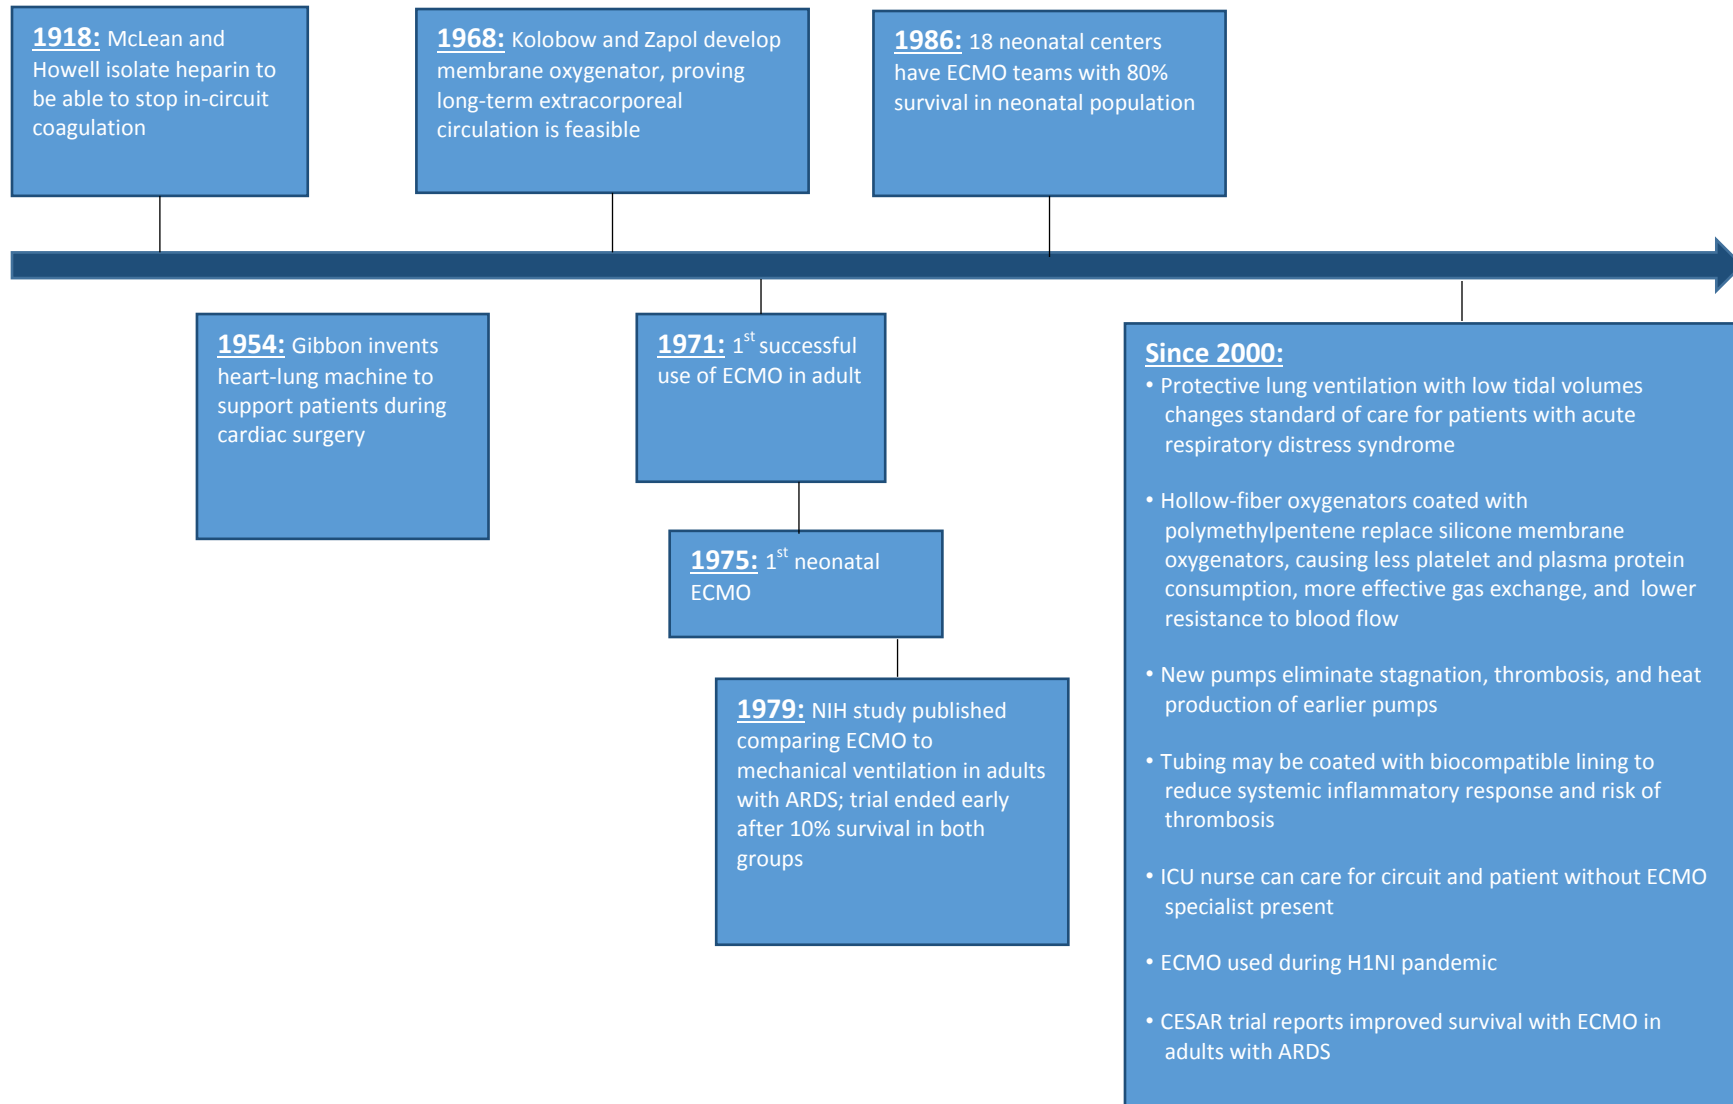 1918: McLean and
Howell isolate heparin to
be able to stop in-circuit
coagulation
1968: Kolobow and Zapol develop
membrane oxygenator, proving
long-term extracorporeal
circulation is feasible
1986: 18 neonatal centers
have ECMO teams with 80%
survival in neonatal population
1954: Gibbon invents
heart-lung machine to
support patients during
cardiac surgery
1971: 1st successful
use of ECMO in adult
1975: 1st neonatal
ECMO
1979: NIH study published
comparing ECMO to
mechanical ventilation in adults
with ARDS; trial ended early
after 10% survival in both
groups
Since 2000:
• Protective lung ventilation with low tidal volumes
changes standard of care for patients with acute
respiratory distress syndrome
• Hollow-fiber oxygenators coated with
polymethylpentene replace silicone membrane
oxygenators, causing less platelet and plasma protein
consumption, more effective gas exchange, and lower
resistance to blood flow
• New pumps eliminate stagnation, thrombosis, and heat
production of earlier pumps
• Tubing may be coated with biocompatible lining to
reduce systemic inflammatory response and risk of
thrombosis
• ICU nurse can care for circuit and patient without ECMO
specialist present
• ECMO used during H1NI pandemic
• CESAR trial reports improved survival with ECMO in
adults with ARDS